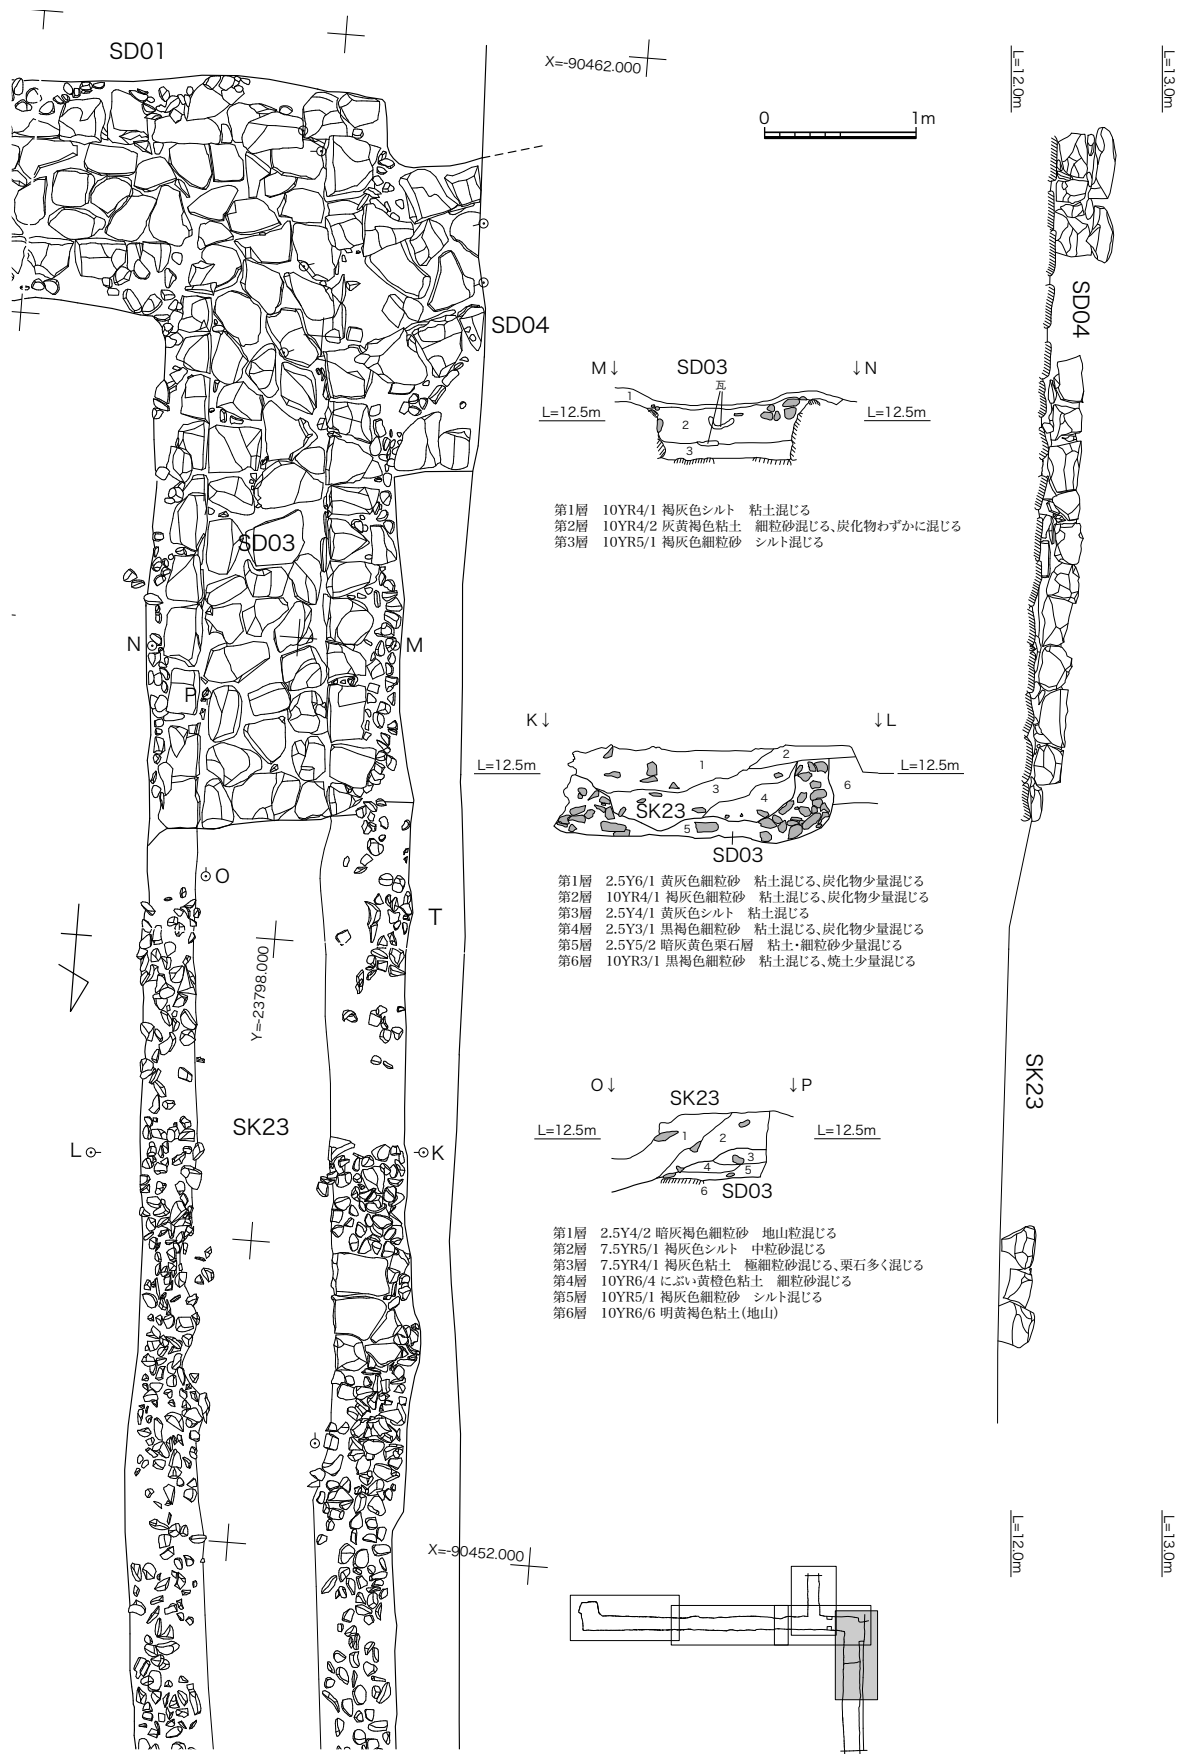 SD01
X=-90462.000
L=12.0m
L=13.0m
0 1m
SD04
SD04
M↓ SD03 ↓N
瓦
1
L=12.5m 2 L=12.5m
3
第1層 10YR4/1 褐灰色シルト 粘土混じる
第2層 10YR4/2 灰黄褐色粘土 細粒砂混じる、炭化物わずかに混じる
第3層 10YR5/1 褐灰色細粒砂 シルト混じる
SD03
N M
P
K↓ ↓L
L=12.5m 1 2 L=12.5m
3 4 6
SK23
5
SD03
第1層 2.5Y6/1 黄灰色細粒砂 粘土混じる、炭化物少量混じる
第2層 10YR4/1 褐灰色細粒砂 粘土混じる、炭化物少量混じる
第3層 2.5Y4/1 黄灰色シルト 粘土混じる
第4層 2.5Y3/1 黒褐色細粒砂 粘土混じる、炭化物少量混じる
第5層 2.5Y5/2 暗灰黄色栗石層 粘土・細粒砂少量混じる
第6層 10YR3/1 黒褐色細粒砂 粘土混じる、焼土少量混じる
O
T
Y=-23798.000
SK23
O↓ ↓P
SK23
L=12.5m 1 2 L=12.5m
3
4 5
6 SD03
第1層 2.5Y4/2 暗灰褐色細粒砂 地山粒混じる
第2層 7.5YR5/1 褐灰色シルト 中粒砂混じる
第3層 7.5YR4/1 褐灰色粘土 極細粒砂混じる、栗石多く混じる
第4層 10YR6/4 にぶい黄橙色粘土 細粒砂混じる
第5層 10YR5/1 褐灰色細粒砂 シルト混じる
第6層 10YR6/6 明黄褐色粘土(地山)
SK23
L K
X=-90452.000
L=12.0m
L=13.0m